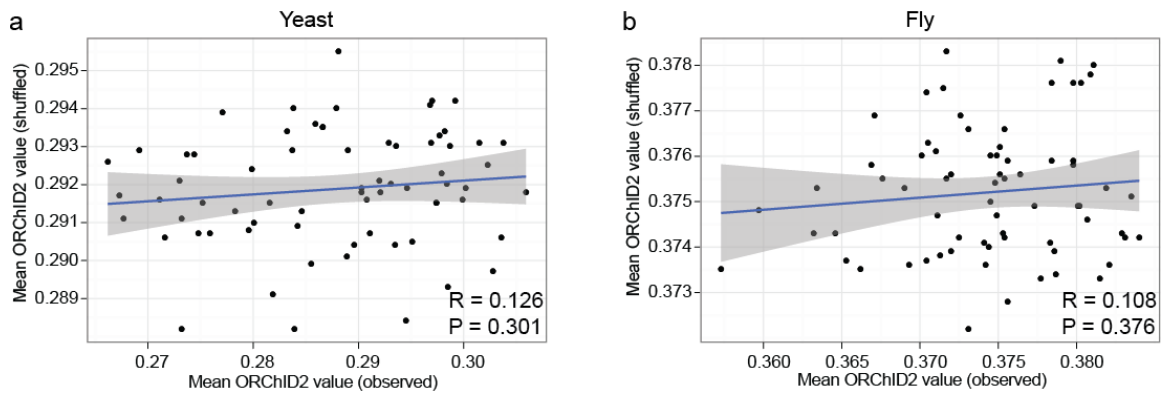 a
Yeast
Mean ORChID2 value (shuffled)
0.295
0.294
0.293
0.292
0.291
0.290
0.289
R = 0.126
P = 0.301
0.27 0.28 0.29 0.30
Mean ORChID2 value (observed)
b
Fly
Mean ORChID2 value (shuffled)
0.378
0.377
0.376
0.375
0.374
0.373
R = 0.108
P = 0.376
0.360 0.365 0.370 0.375 0.380
Mean ORChID2 value (observed)